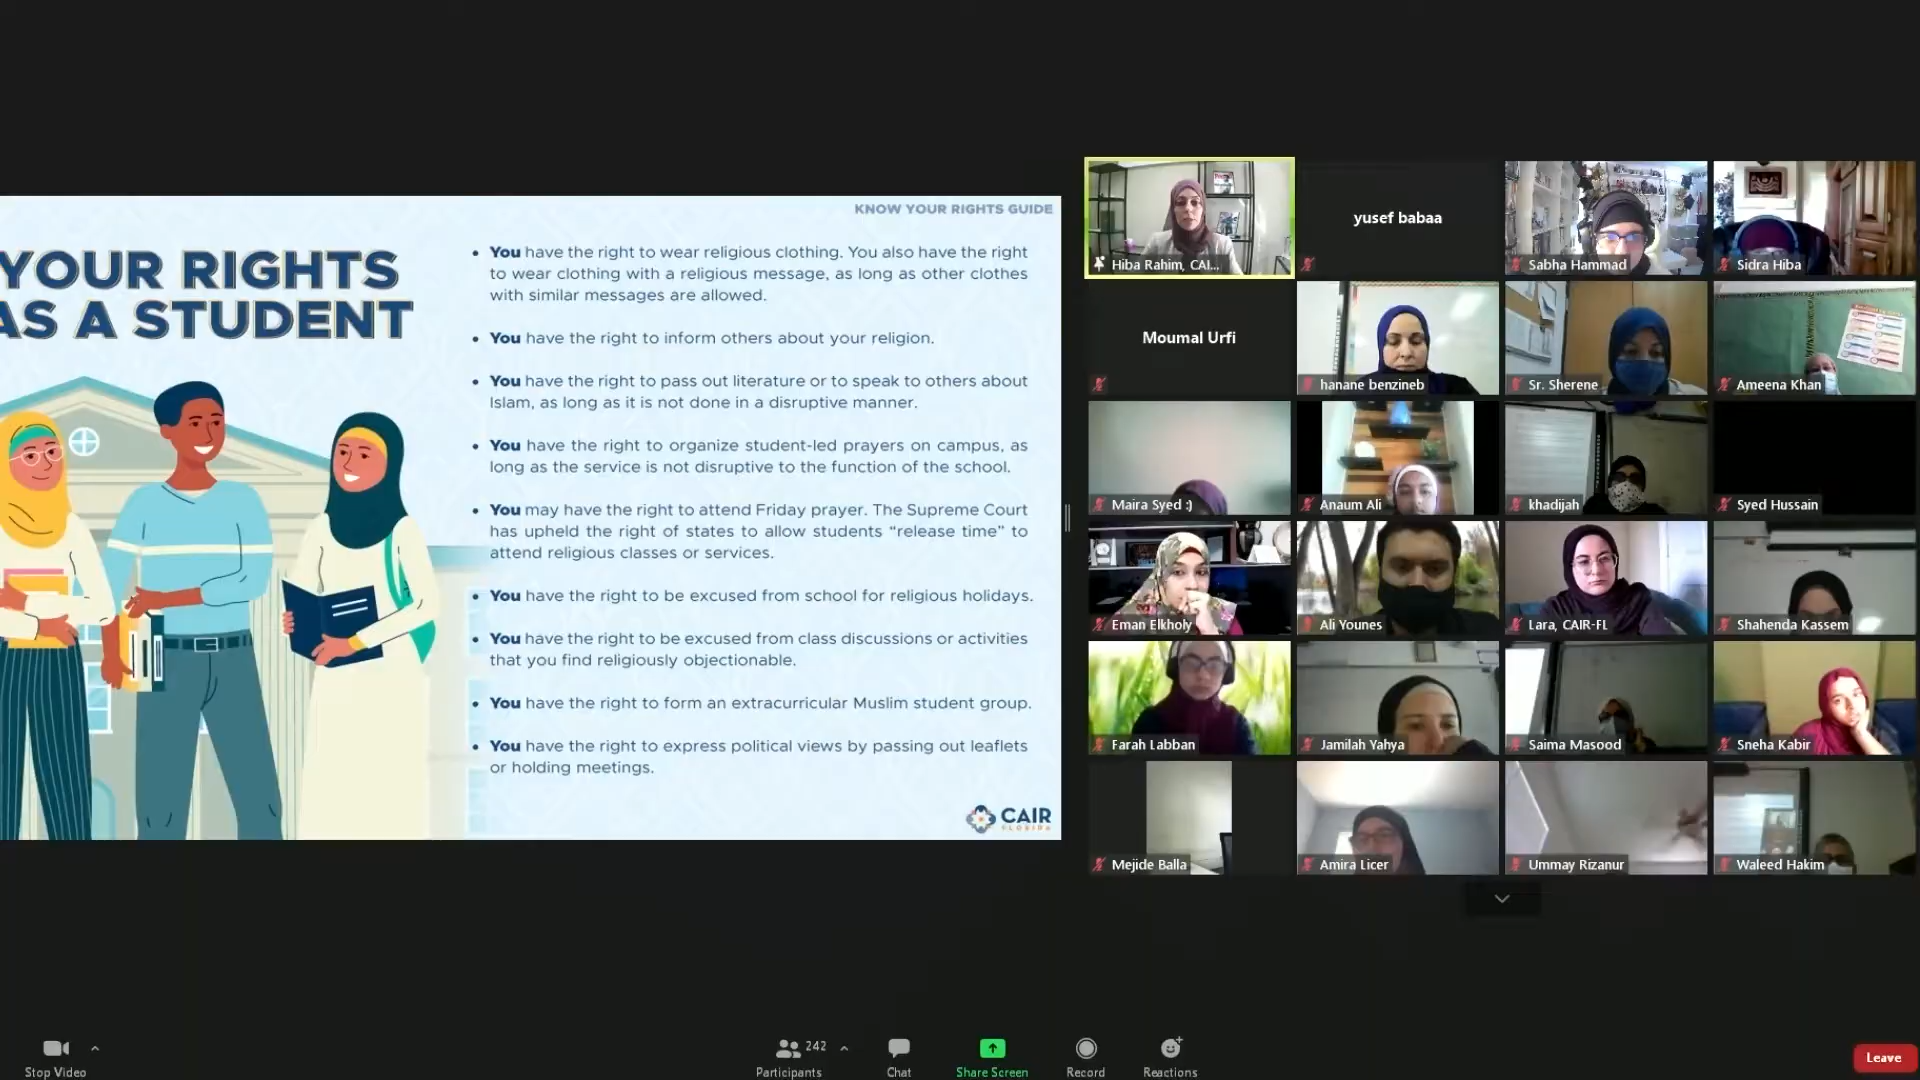 KNOW YOUR RIGHTS GUIDE
YOUR RIGHTS
AS A STUDENT
• You have the right to wear religious clothing. You also have the right
to wear clothing with a religious message, as long as other clothes
with similar messages are allowed.
• You have the right to inform others about your religion.
• You have the right to pass out literature or to speak to others about
Islam, as long as it is not done in a disruptive manner.
• You have the right to organize student-led prayers on campus, as
long as the service is not disruptive to the function of the school.
• You may have the right to attend Friday prayer. The Supreme Court
has upheld the right of states to allow students “release time” to
attend religious classes or services.
• You have the right to be excused from school for religious holidays.
• You have the right to be excused from class discussions or activities
that you find religiously objectionable.
• You have the right to form an extracurricular Muslim student group.
• You have the right to express political views by passing out leaflets
or holding meetings.
CAIR
FLORIDA
Hiba Rahim, CAI...
yusef babaa
Sabha Hammad
Sidra Hiba
Moumal Urfi
hanane benzineb
Sr. Sherene
Ameena Khan
Maira Syed :)
Anaum Ali
khadijah
Syed Hussain
Eman Elkholy
Ali Younes
Lara, CAIR-FL
Shahenda Kassem
Farah Labban
Jamilah Yahya
Saima Masood
Sneha Kabir
Mejide Balla
Amira Licer
Ummay Rizanur
Waleed Hakim
Stop Video
242
Participants
Chat
Share Screen
Record
Reactions
Leave